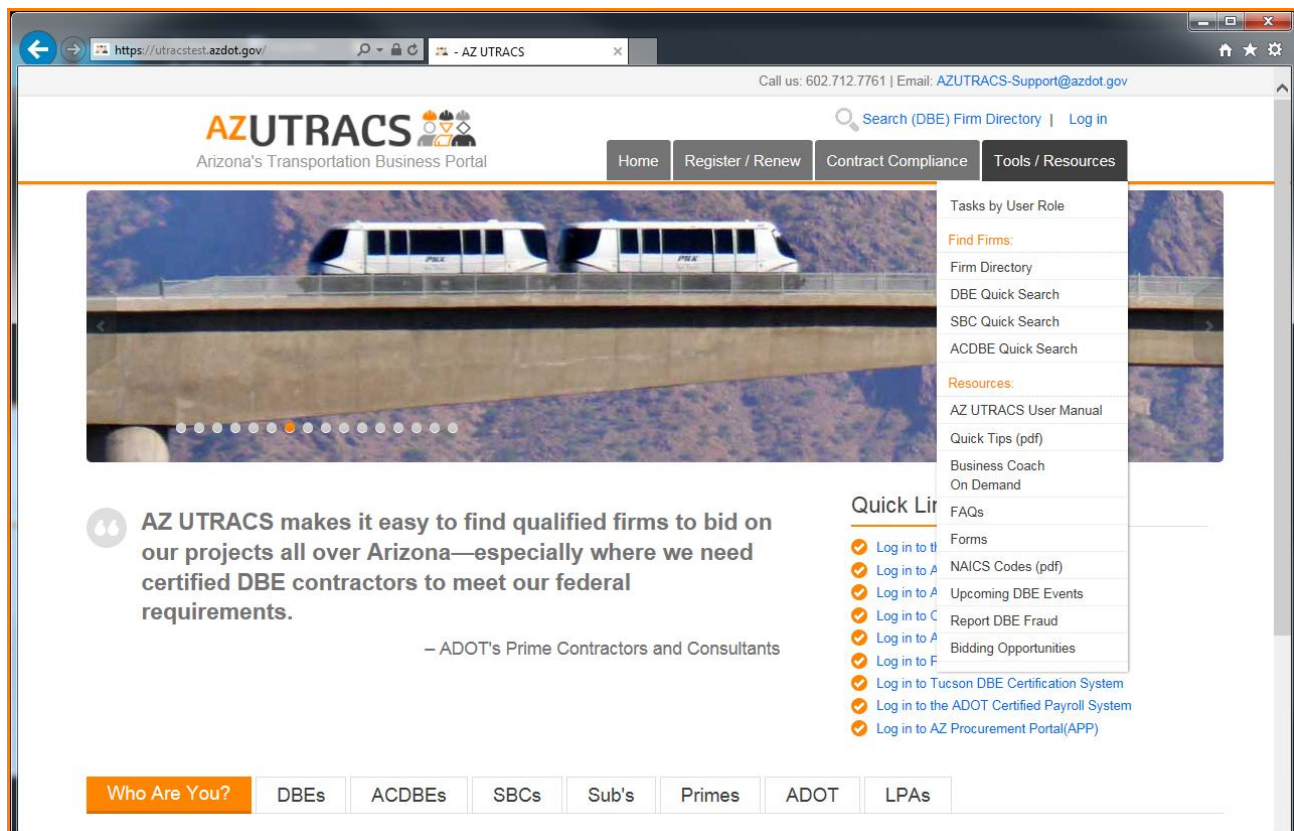 https://utracstest.azdot.gov/
- AZ UTRACS
Call us: 602.712.7761 | Email: AZUTRACS-Support@azdot.gov
AZUTRACS
Arizona's Transportation Business Portal
Search (DBE) Firm Directory | Log in
Home
Register / Renew
Contract Compliance
Tools / Resources
Tasks by User Role
Find Firms:
Firm Directory
DBE Quick Search
SBC Quick Search
ACDBE Quick Search
Resources:
AZ UTRACS User Manual
Quick Tips (pdf)
Business Coach
On Demand
FAQs
Forms
NAICS Codes (pdf)
Upcoming DBE Events
Report DBE Fraud
Bidding Opportunities
AZ UTRACS makes it easy to find qualified firms to bid on
our projects all over Arizona—especially where we need
certified DBE contractors to meet our federal
requirements.
– ADOT's Prime Contractors and Consultants
Quick
Log in to
Log in to
Log in to
Log in to
Log in to
Log in to
Log in to Tucson DBE Certification System
Log in to the ADOT Certified Payroll System
Log in to AZ Procurement Portal(APP)
Who Are You?
DBEs
ACDBEs
SBCs
Sub's
Primes
ADOT
LPAs